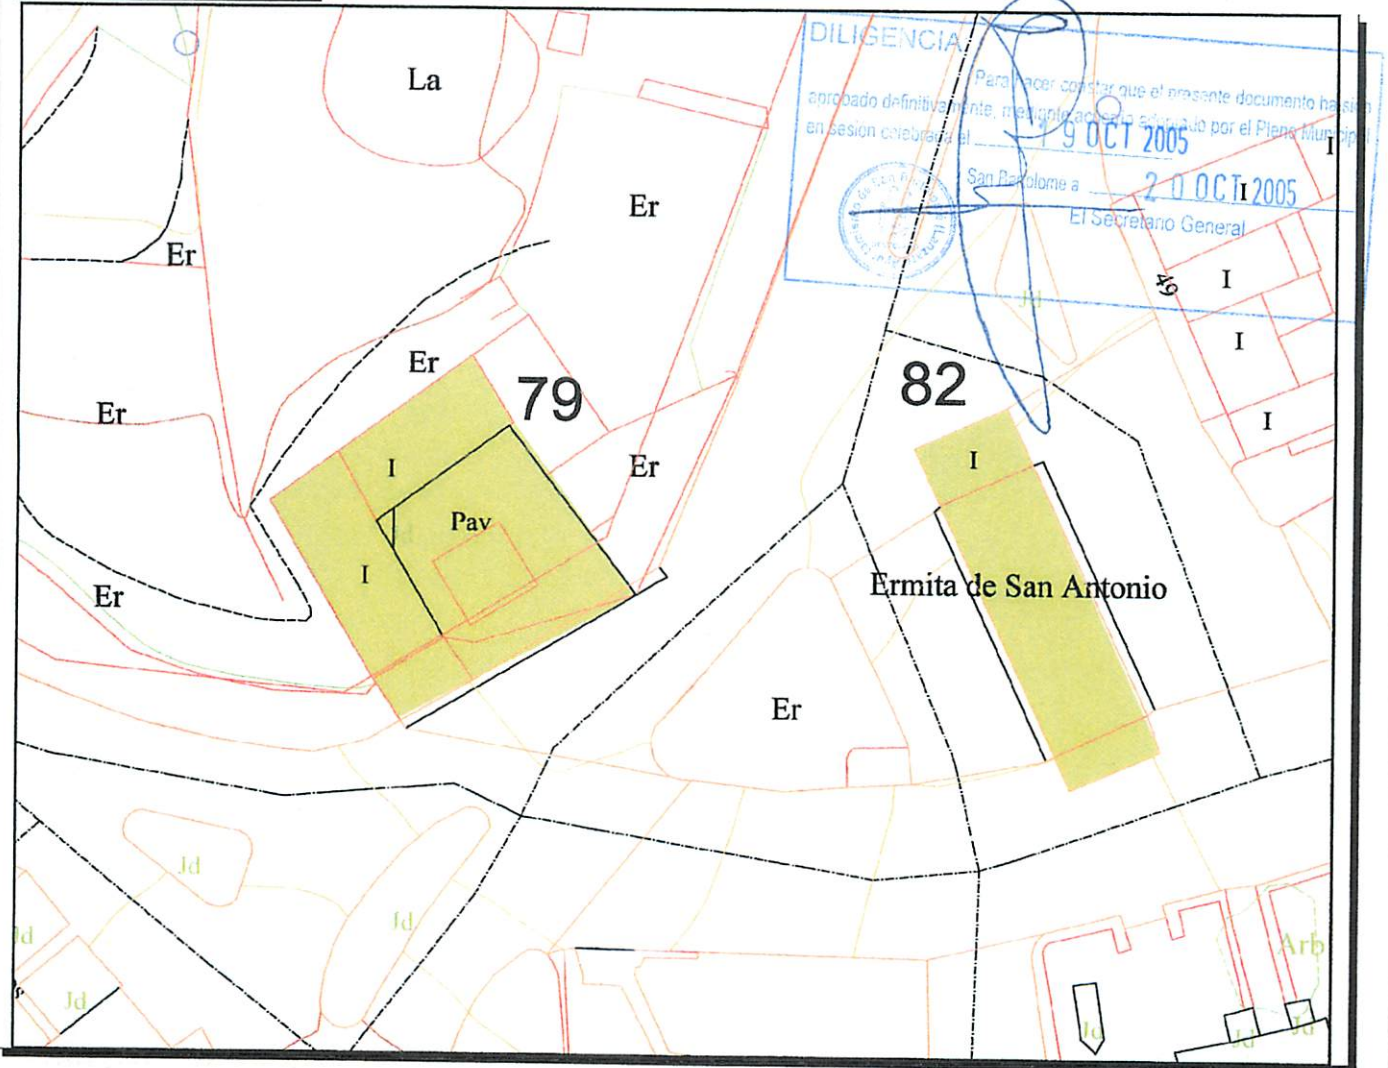 DILIGENCIA
Para hacer constar que el presente documento ha sido
aprobado definitivamente, mediante acuerdo adoptado por el Pleno Municipal
en sesión celebrada el 19 OCT 2005
San Bartolome a 20 OCT 2005
El Secretario General
La
Er
Er
I
I
49
I
Jd
I
Er
79
82
Er
I
I
I
Er
Pav
I
Er
Ermita de San Antonio
Er
Jd
Jd
Jd
Arb
Jd
Jd
Jd
Jd